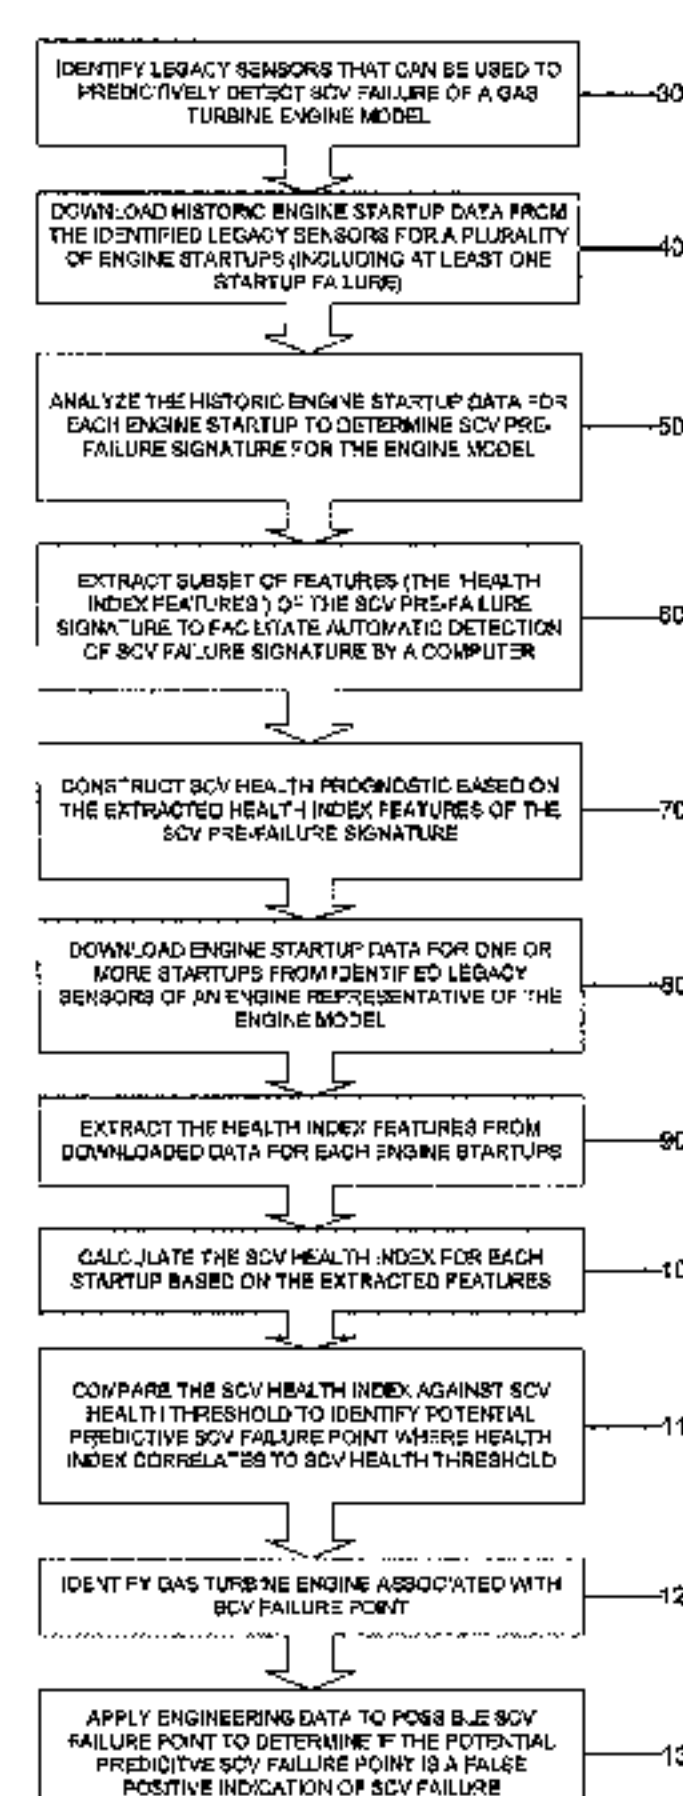 IDENTIFY LEGACY SENSORS THAT CAN BE USED TO
PREDICTIVELY DETECT SCV FAILURE OF A GAS
TURBINE ENGINE MODEL
30
DOWNLOAD HISTORIC ENGINE STARTUP DATA FROM
THE IDENTIFIED LEGACY SENSORS FOR A PLURALITY
OF ENGINE STARTUPS (INCLUDING AT LEAST ONE
STARTUP FAILURE)
40
ANALYZE THE HISTORIC ENGINE STARTUP DATA FOR
EACH ENGINE STARTUP TO DETERMINE SCV PRE-
FAILURE SIGNATURE FOR THE ENGINE MODEL
50
EXTRACT SUBSET OF FEATURES (THE "HEALTH
INDEX FEATURES") OF THE SCV PRE-FAILURE
SIGNATURE TO FACILITATE AUTOMATIC DETECTION
OF SCV FAILURE SIGNATURE BY A COMPUTER
60
CONSTRUCT SCV HEALTH PROGNOSTIC BASED ON
THE EXTRACTED HEALTH INDEX FEATURES OF THE
SCV PRE-FAILURE SIGNATURE
70
DOWNLOAD ENGINE STARTUP DATA FOR ONE OR
MORE STARTUPS FROM IDENTIFIED LEGACY
SENSORS OF AN ENGINE REPRESENTATIVE OF THE
ENGINE MODEL
80
EXTRACT THE HEALTH INDEX FEATURES FROM
DOWNLOADED DATA FOR EACH ENGINE STARTUPS
90
CALCULATE THE SCV HEALTH INDEX FOR EACH
STARTUP BASED ON THE EXTRACTED FEATURES
10
COMPARE THE SCV HEALTH INDEX AGAINST SCV
HEALTH THRESHOLD TO IDENTIFY POTENTIAL
PREDICTIVE SCV FAILURE POINT WHERE HEALTH
INDEX CORRELATES TO SCV HEALTH THRESHOLD
11
IDENTIFY GAS TURBINE ENGINE ASSOCIATED WITH
SCV FAILURE POINT
12
APPLY ENGINEERING DATA TO POSSIBLE SCV
FAILURE POINT TO DETERMINE IF THE POTENTIAL
PREDICITVE SCV FAILURE POINT IS A FALSE
POSITIVE INDICATION OF SCV FAILURE
13